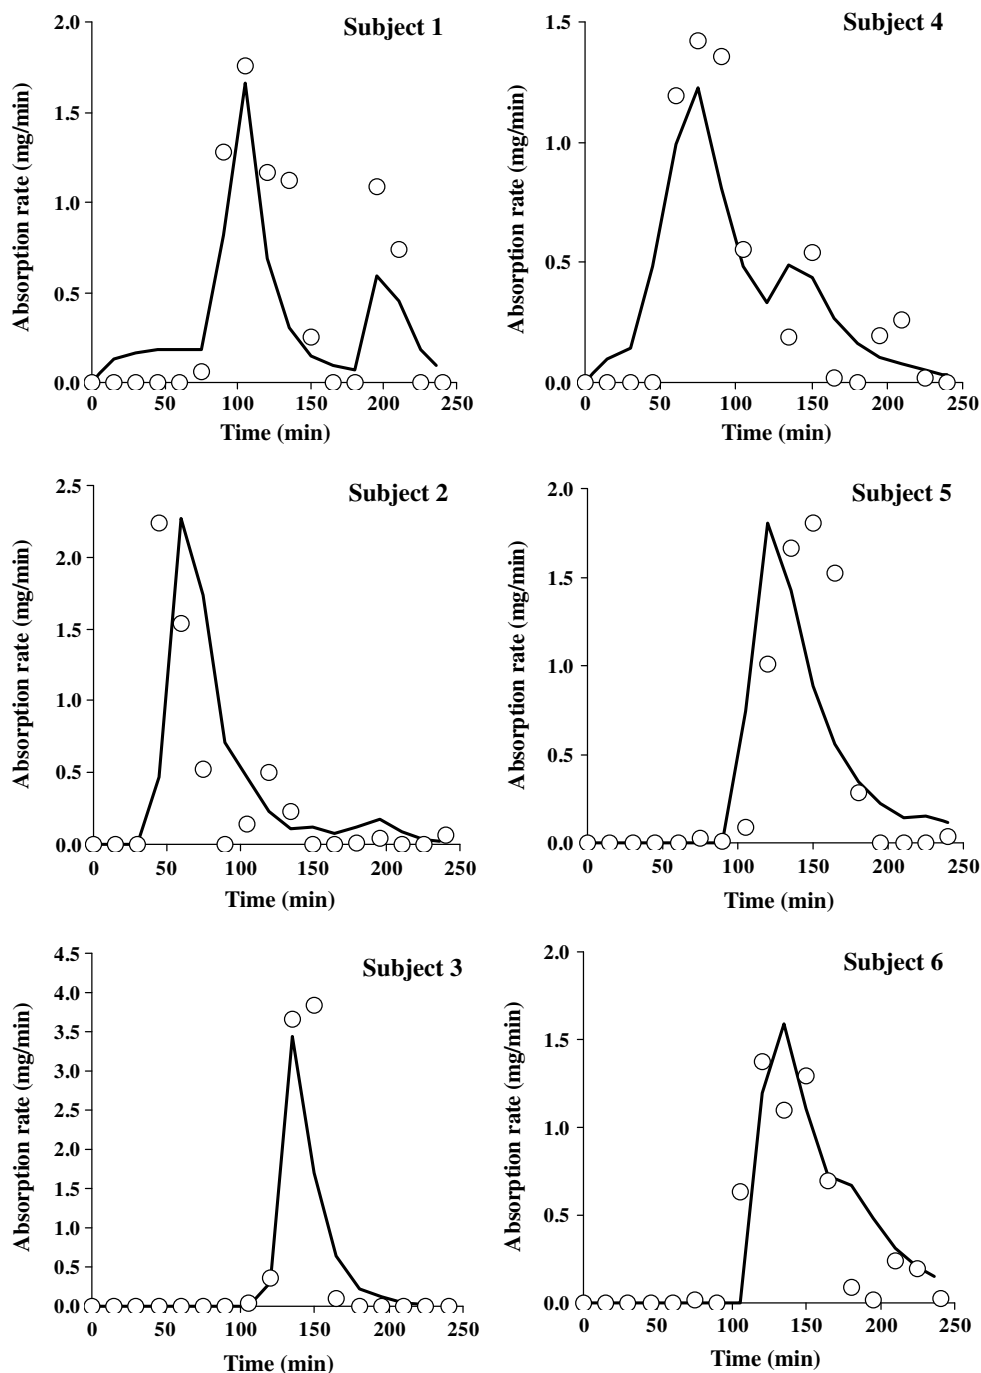 Subject 1
Absorption rate (mg/min)
2.0
1.5
1.0
0.5
0.0
0 50 100 150 200 250
Time (min)
Subject 4
Absorption rate (mg/min)
1.5
1.0
0.5
0.0
0 50 100 150 200 250
Time (min)
Subject 2
Absorption rate (mg/min)
2.5
2.0
1.5
1.0
0.5
0.0
0 50 100 150 200 250
Time (min)
Subject 5
Absorption rate (mg/min)
2.0
1.5
1.0
0.5
0.0
0 50 100 150 200 250
Time (min)
Subject 3
Absorption rate (mg/min)
4.5
4.0
3.5
3.0
2.5
2.0
1.5
1.0
0.5
0.0
0 50 100 150 200 250
Time (min)
Subject 6
Absorption rate (mg/min)
2.0
1.5
1.0
0.5
0.0
0 50 100 150 200 250
Time (min)